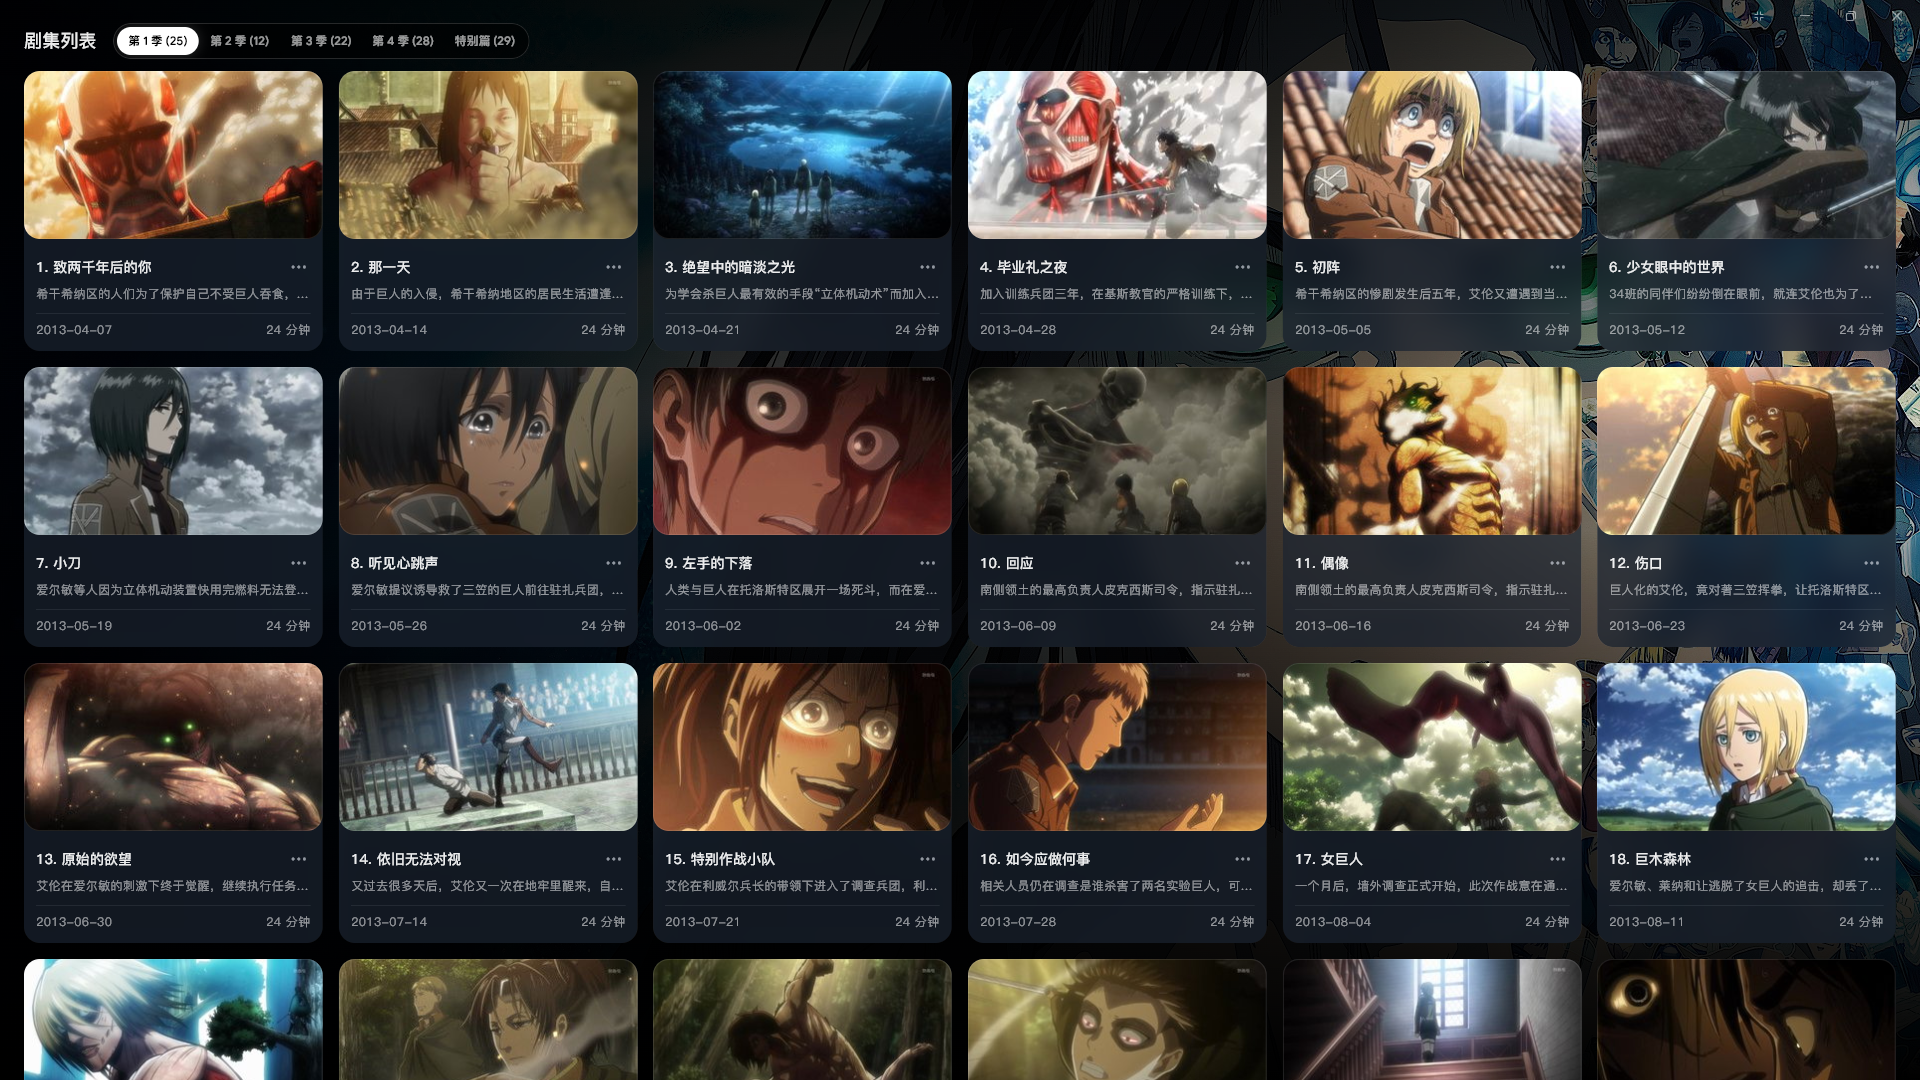 剧集列表
第 1 季 (25)
第 2 季 (12)
第 3 季 (22)
第 4 季 (28)
特别篇 (29)
1. 致两千年后的你
希干希纳区的人们为了保护自己不受巨人吞食，...
2013-04-07
24 分钟
2. 那一天
由于巨人的入侵，希干希纳地区的居民生活遭逢...
2013-04-14
24 分钟
3. 绝望中的暗淡之光
为学会杀巨人最有效的手段“立体机动术”而加入...
2013-04-21
24 分钟
4. 毕业礼之夜
加入训练兵团三年，在基斯教官的严格训练下，...
2013-04-28
24 分钟
5. 初阵
希干希纳区的惨剧发生后五年，艾伦又遭遇到当...
2013-05-05
24 分钟
6. 少女眼中的世界
34班的同伴们纷纷倒在眼前，就连艾伦也为了...
2013-05-12
24 分钟
7. 小刀
爱尔敏等人因为立体机动装置快用完燃料无法登...
2013-05-19
24 分钟
8. 听见心跳声
爱尔敏提议诱导救了三笠的巨人前往驻扎兵团，...
2013-05-26
24 分钟
9. 左手的下落
人类与巨人在托洛斯特区展开一场死斗，而在爱...
2013-06-02
24 分钟
10. 回应
南侧领土的最高负责人皮克西斯司令，指示驻扎...
2013-06-09
24 分钟
11. 偶像
南侧领土的最高负责人皮克西斯司令，指示驻扎...
2013-06-16
24 分钟
12. 伤口
巨人化的艾伦，竟对著三笠挥拳，让托洛斯特区...
2013-06-23
24 分钟
13. 原始的欲望
艾伦在爱尔敏的刺激下终于觉醒，继续执行任务...
2013-06-30
24 分钟
14. 依旧无法对视
又过去很多天后，艾伦又一次在地牢里醒来，自...
2013-07-14
24 分钟
15. 特别作战小队
艾伦在利威尔兵长的带领下进入了调查兵团，利...
2013-07-21
24 分钟
16. 如今应做何事
相关人员仍在调查是谁杀害了两名实验巨人，可...
2013-07-28
24 分钟
17. 女巨人
一个月后，墙外调查正式开始，此次作战意在通...
2013-08-04
24 分钟
18. 巨木森林
爱尔敏、莱纳和让逃脱了女巨人的追击，却丢了...
2013-08-11
24 分钟